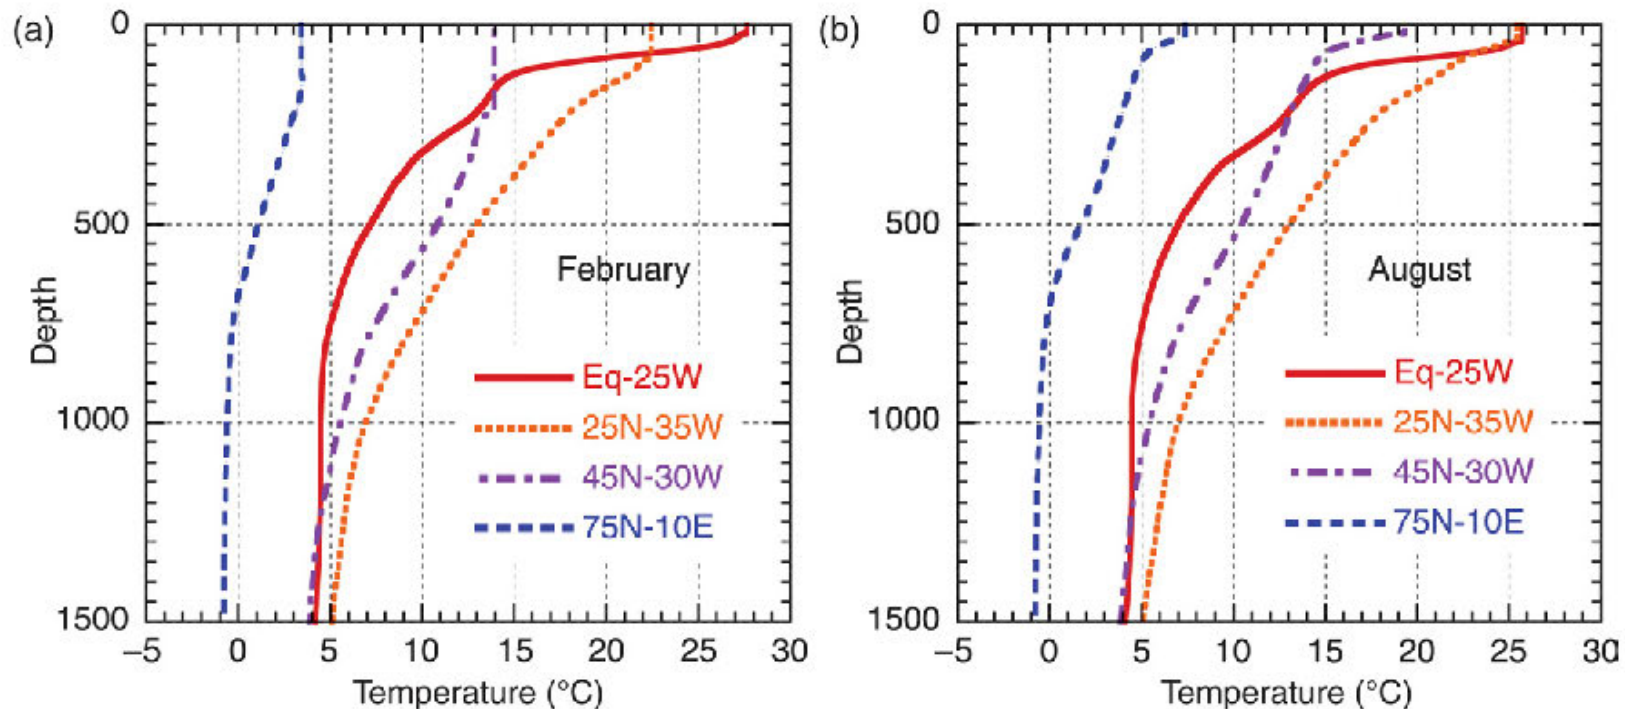 (a)
0
500
1000
1500
Depth
−5 0 5 10 15 20 25 30
Temperature (°C)
February
Eq-25W
25N-35W
45N-30W
75N-10E
(b)
0
500
1000
1500
Depth
−5 0 5 10 15 20 25 30
Temperature (°C)
August
Eq-25W
25N-35W
45N-30W
75N-10E